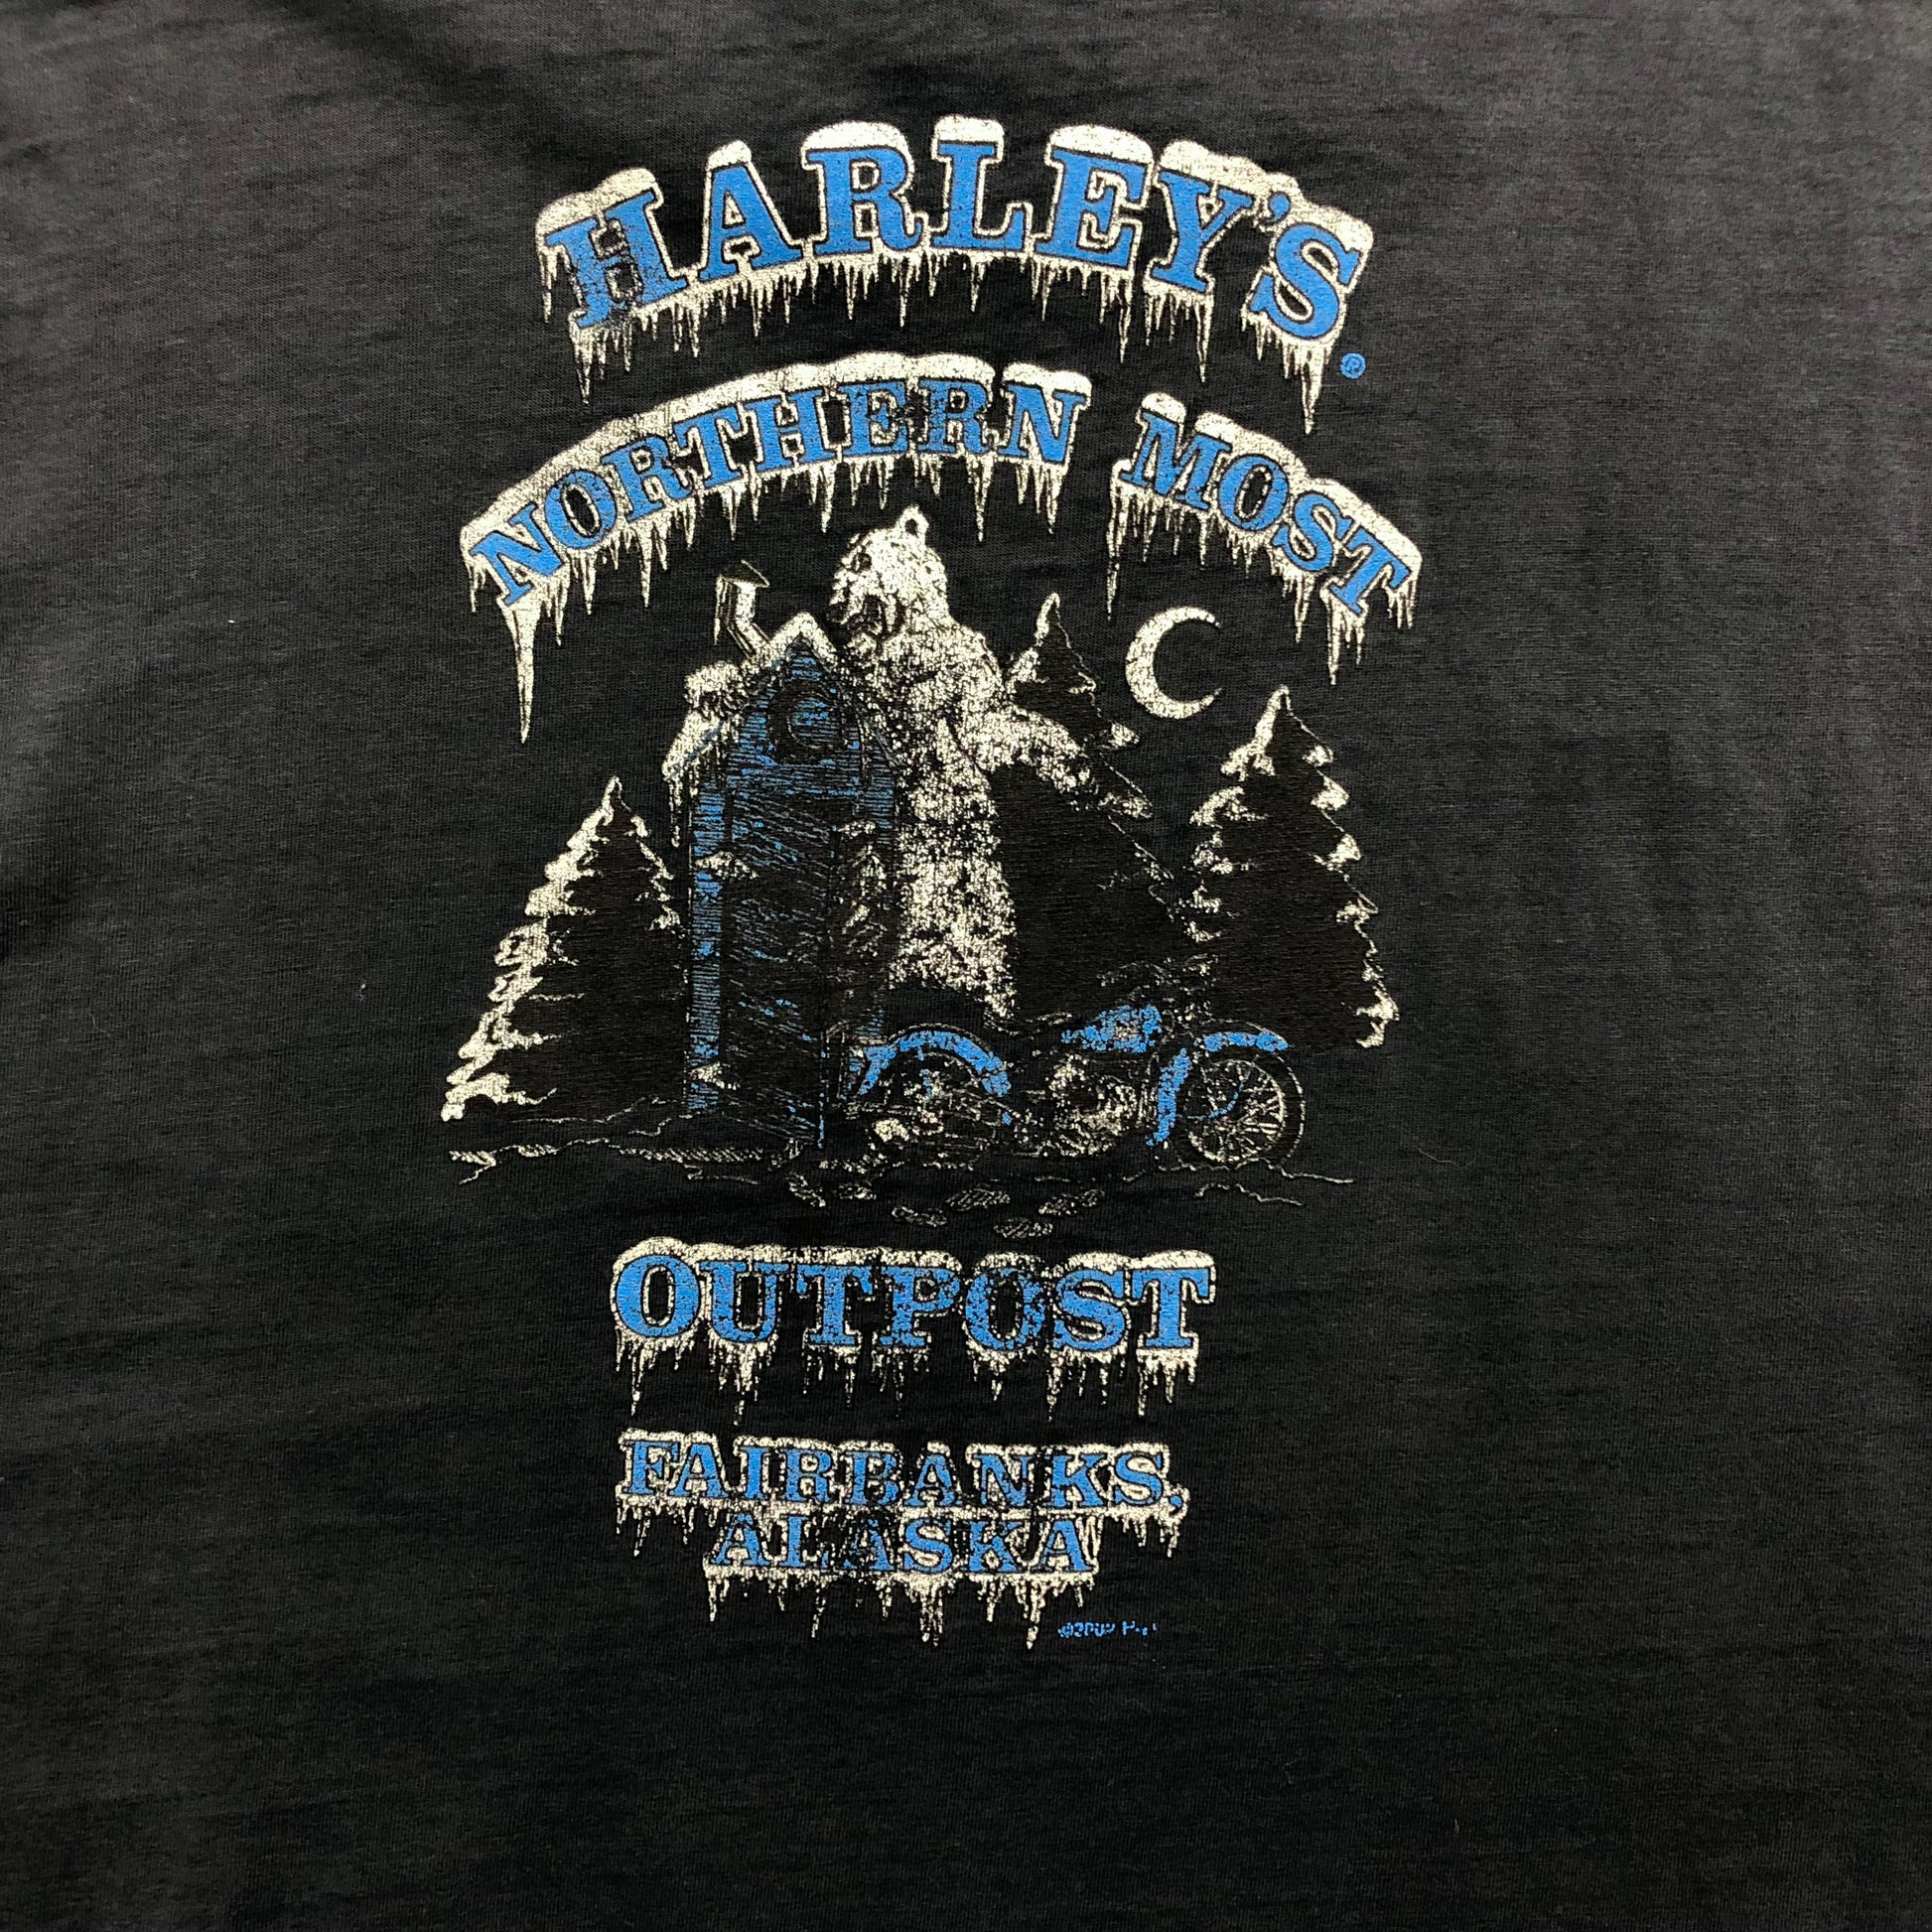 HARLEY'S®
NORTHERN MOST
OUTPOST
FAIRBANKS,
ALASKA